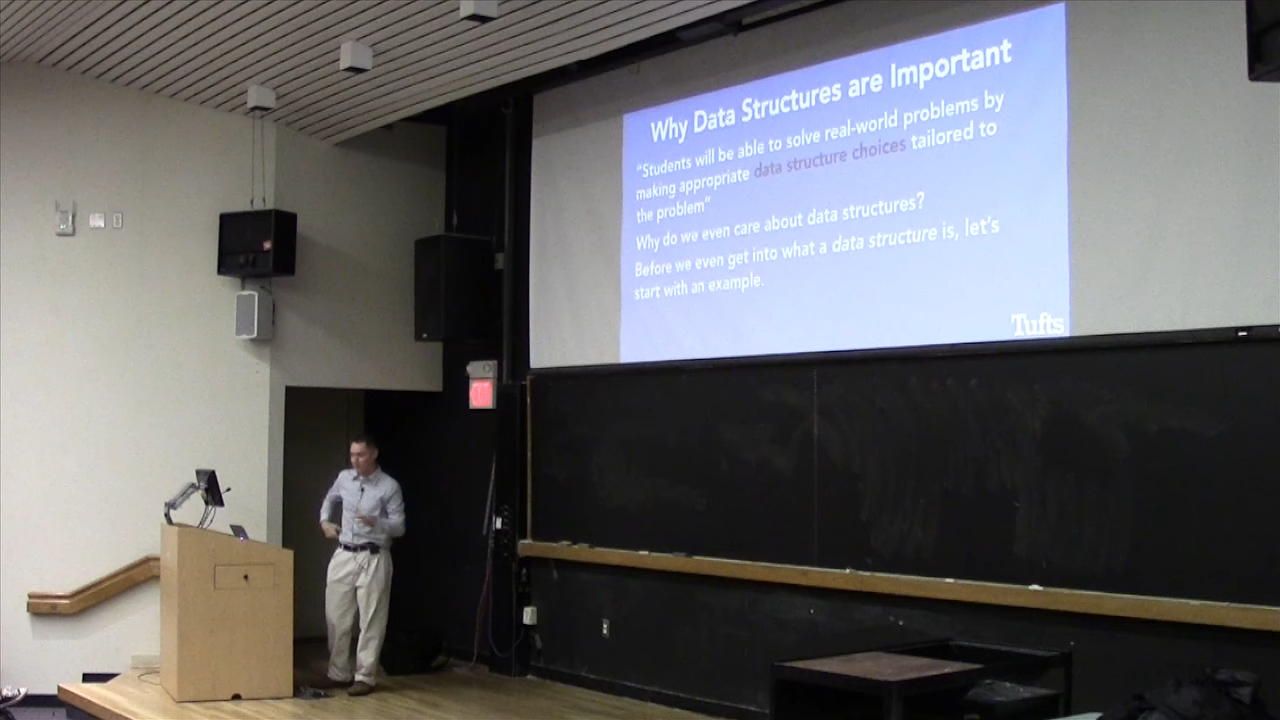 Why Data Structures are Important
“Students will be able to solve real-world problems by
making appropriate data structure choices tailored to
the problem”
Why do we even care about data structures?
Before we even get into what a data structure is, let’s
start with an example.
Tufts